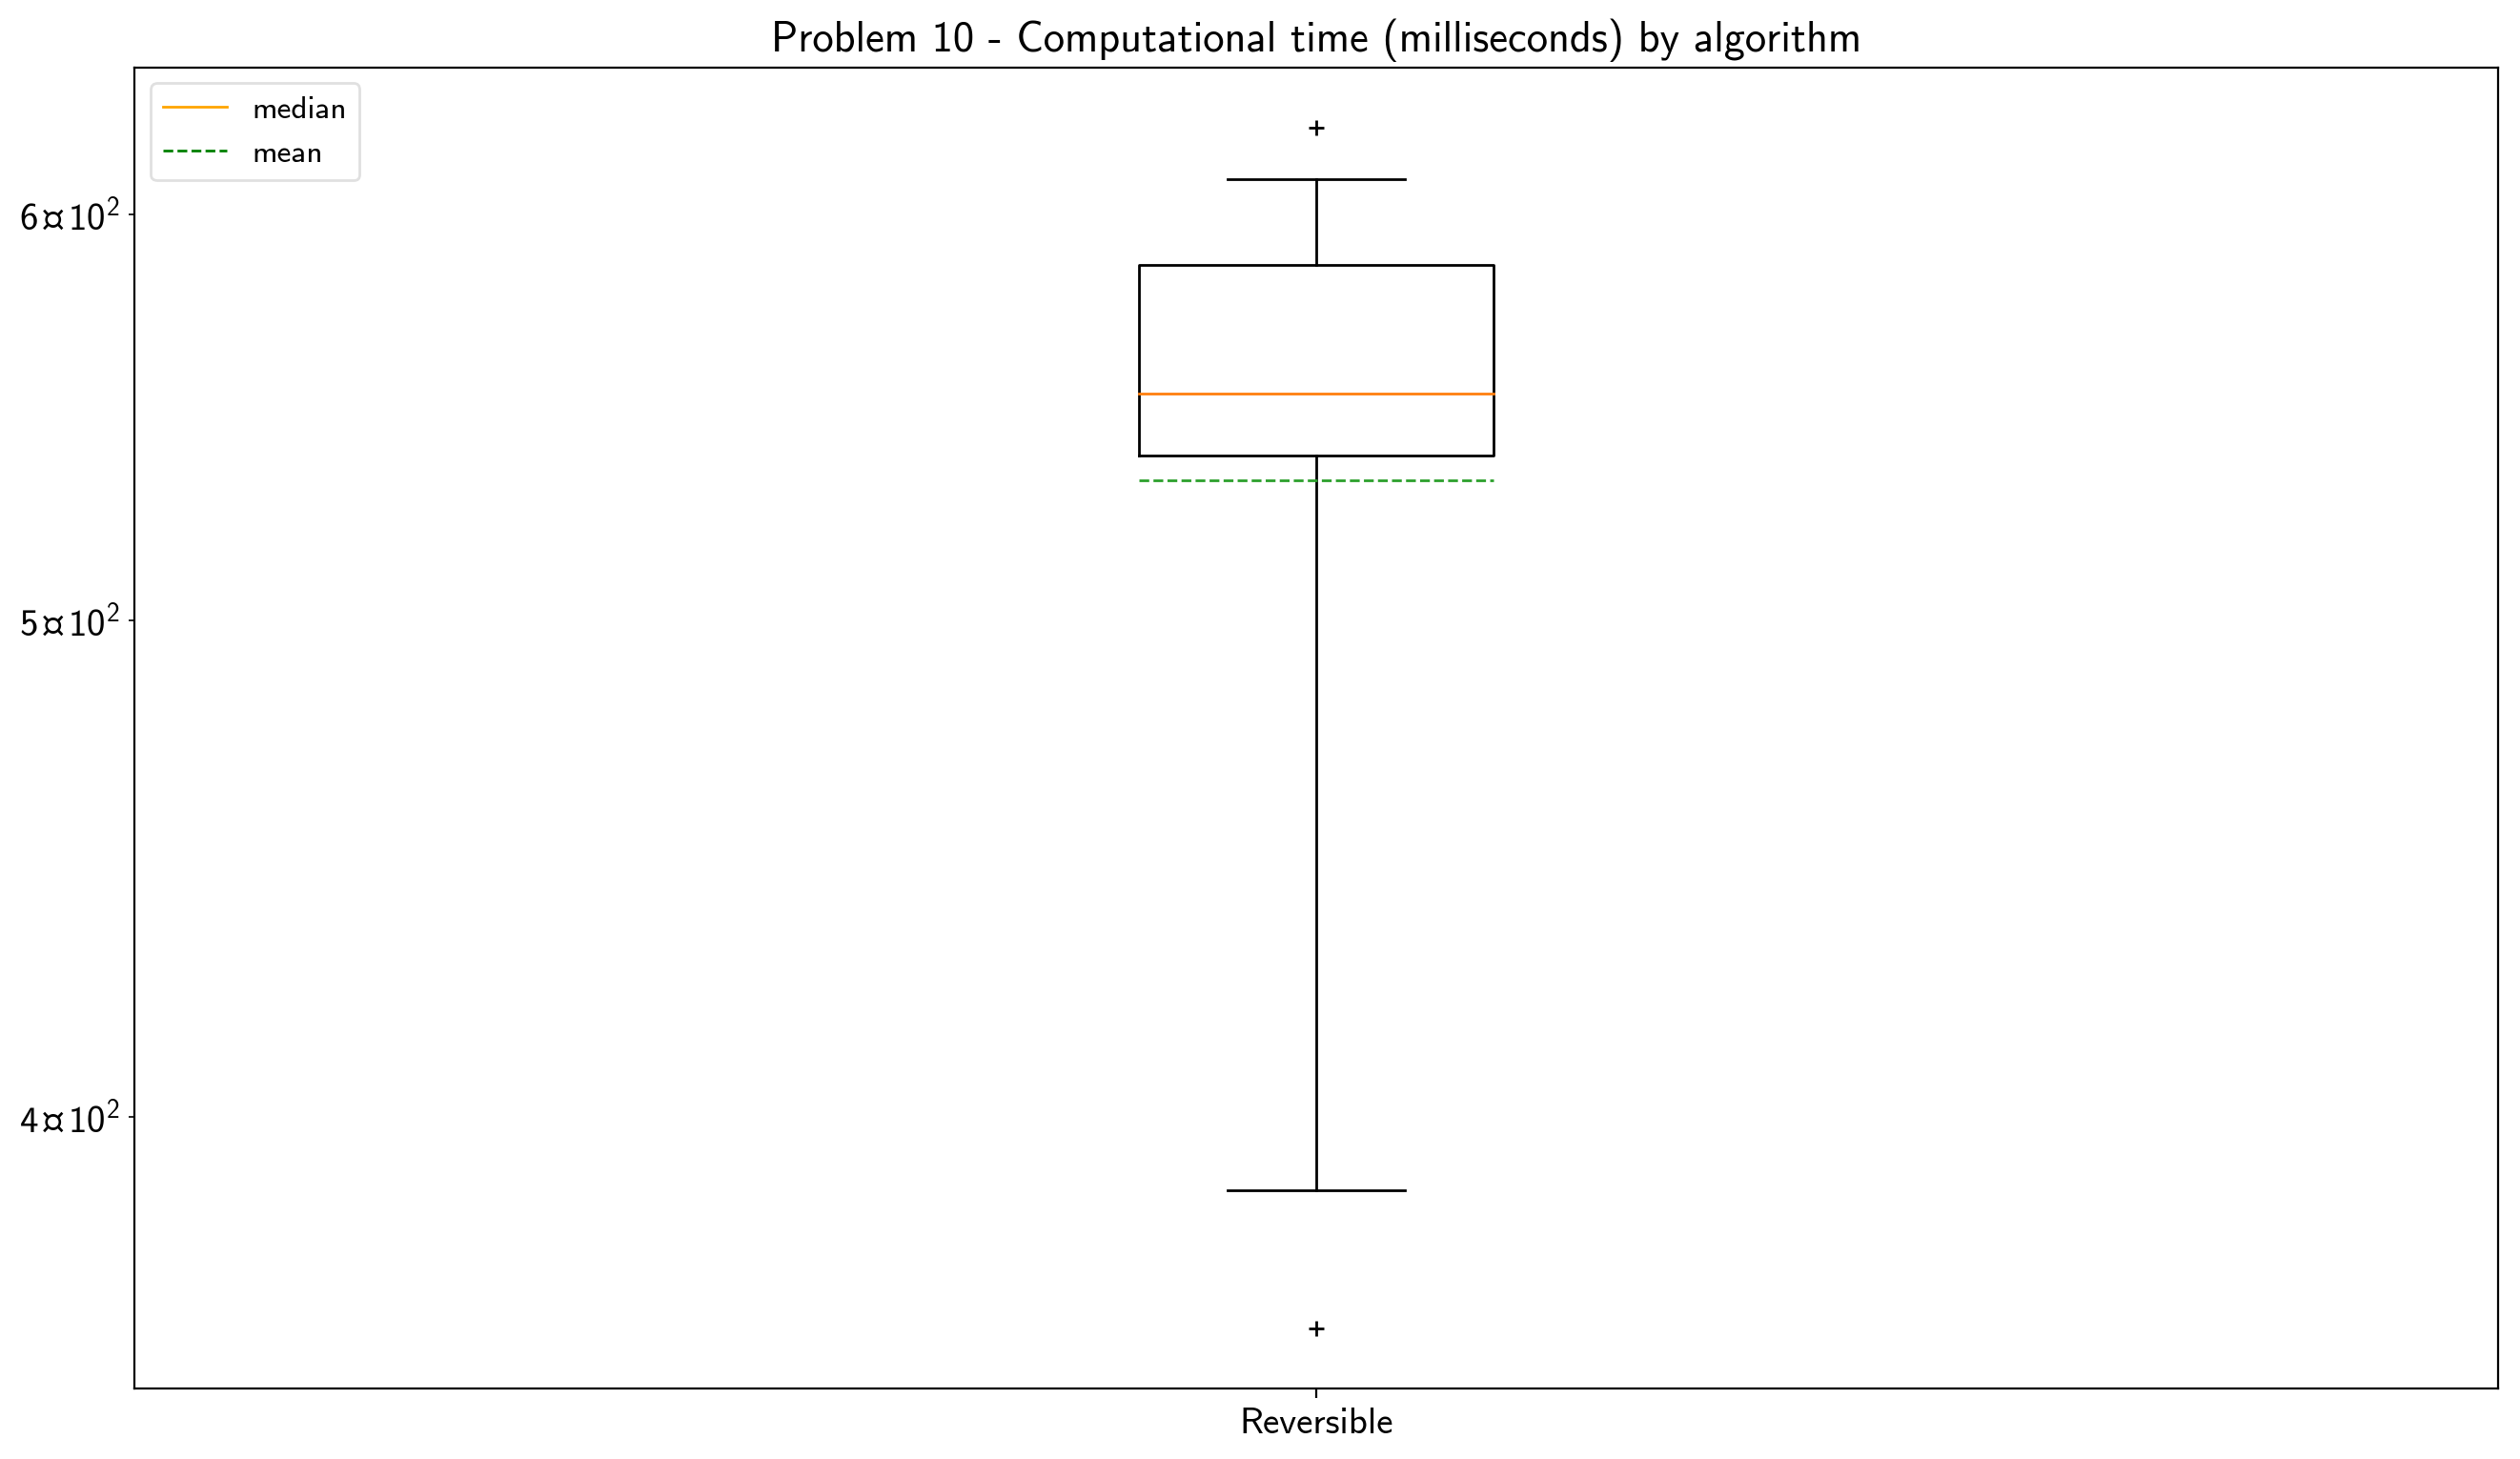 Problem 10 - Computational time (milliseconds) by algorithm
median
mean
6¤10²
5¤10²
4¤10²
Reversible